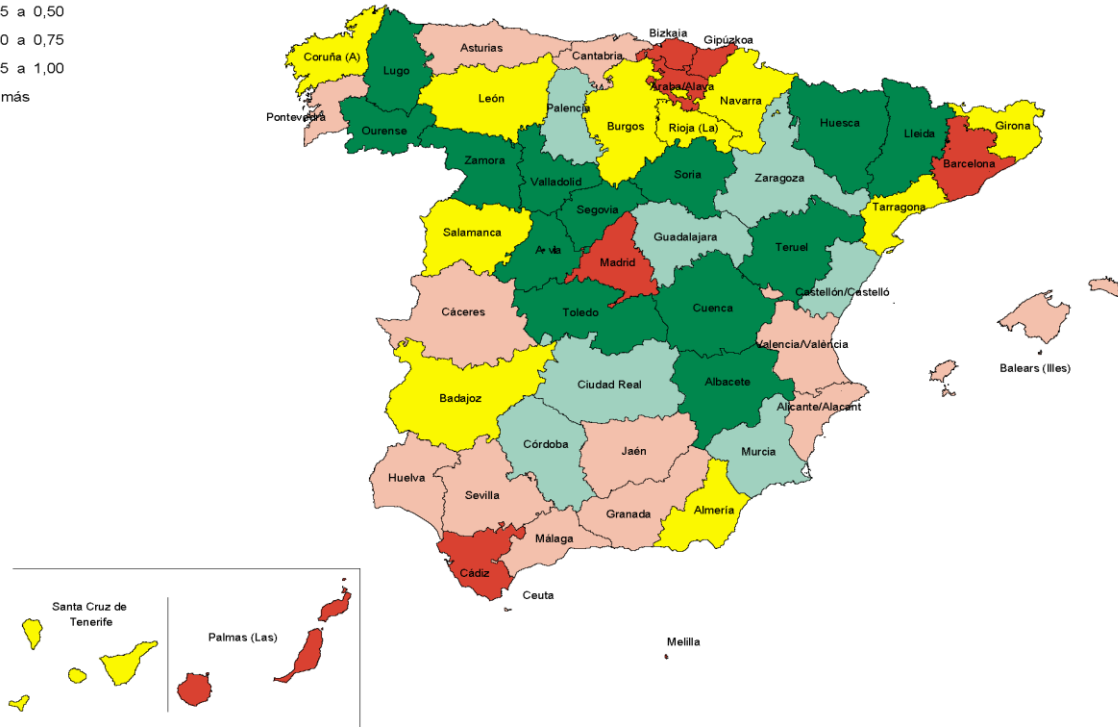 5 a 0,50
0 a 0,75
5 a 1,00
más
Bizkaia
Gipúzkoa
Coruña (A)
Asturias
Cantabria
Lugo
Araba/Alava
Navarra
León
Palencia
Pontevedra
Burgos
Rioja (La)
Huesca
Lleida
Girona
Ourense
Barcelona
Zamora
Valladolid
Soria
Zaragoza
Segovia
Tarragona
Salamanca
Guadalajara
Teruel
Madrid
Castellón/Castelló
Cáceres
Toledo
Cuenca
Valencia/València
Balears (Illes)
Ciudad Real
Albacete
Badajoz
Alicante/Alacant
Córdoba
Jaén
Murcia
Huelva
Sevilla
Granada
Almería
Málaga
Cádiz
Ceuta
Santa Cruz de
Tenerife
Palmas (Las)
Melilla